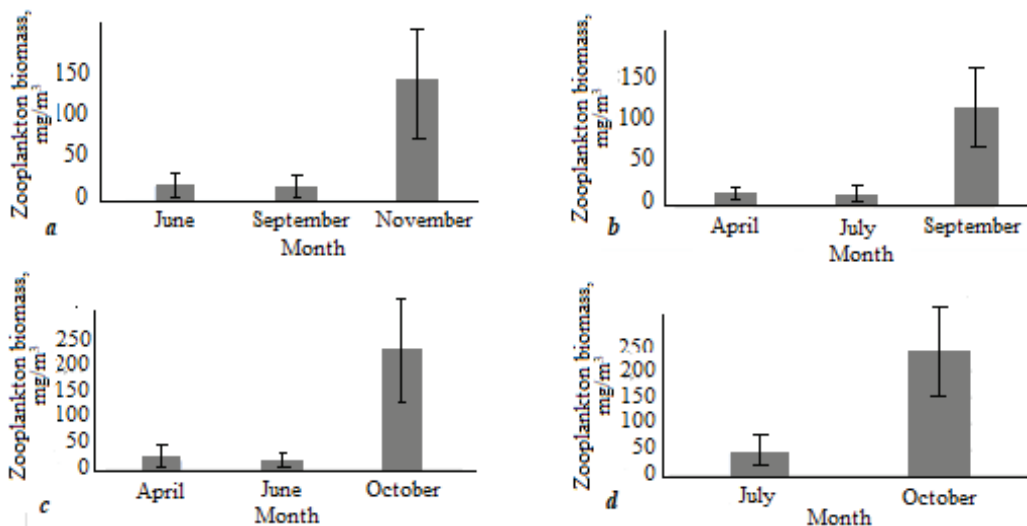 Zooplankton biomass,
mg/m³
150
100
50
0
June September November
a
Month
Zooplankton biomass,
mg/m³
150
100
50
0
April July September
b
Month
Zooplankton biomass,
mg/m³
250
200
150
100
50
0
April June October
c
Month
Zooplankton biomass,
mg/m³
250
200
150
100
50
0
July October
d
Month